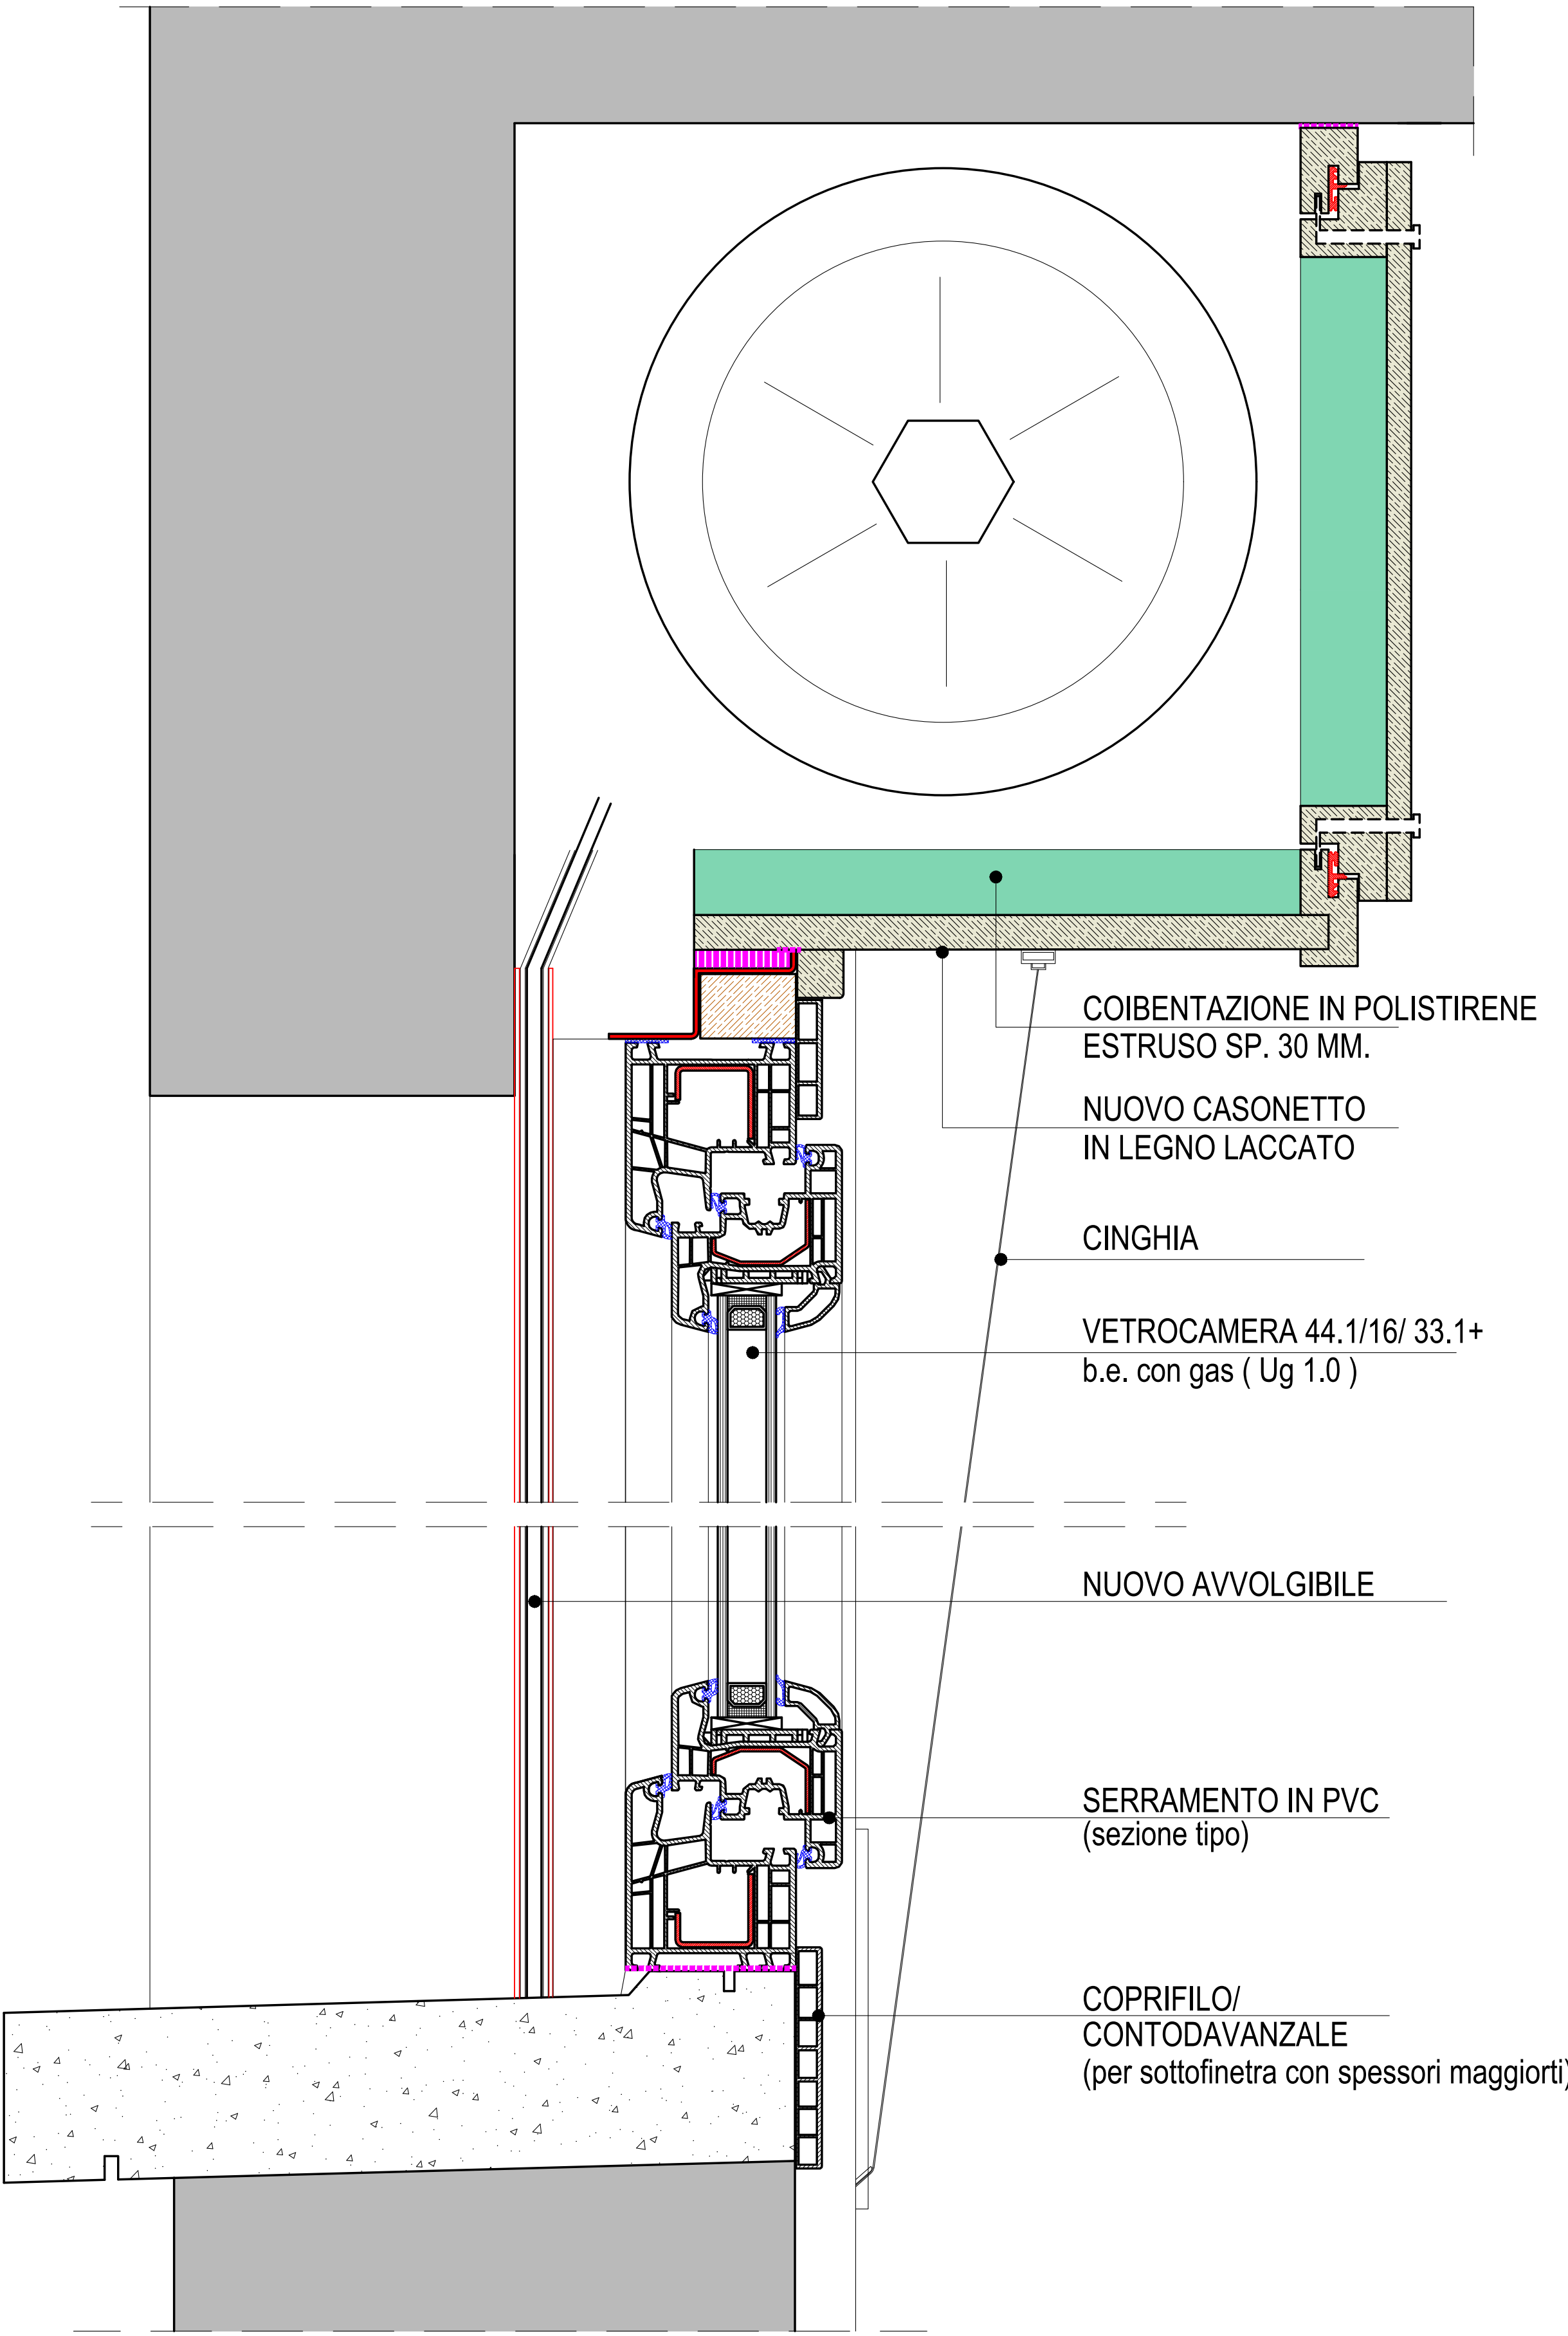 COIBENTAZIONE IN POLISTIRENE
ESTRUSO SP. 30 MM.
NUOVO CASONETTO
IN LEGNO LACCATO
CINGHIA
VETROCAMERA 44.1/16/ 33.1+
b.e. con gas ( Ug 1.0 )
NUOVO AVVOLGIBILE
SERRAMENTO IN PVC
(sezione tipo)
COPRIFILO/
CONTODAVANZALE
(per sottofinetra con spessori maggiorti)